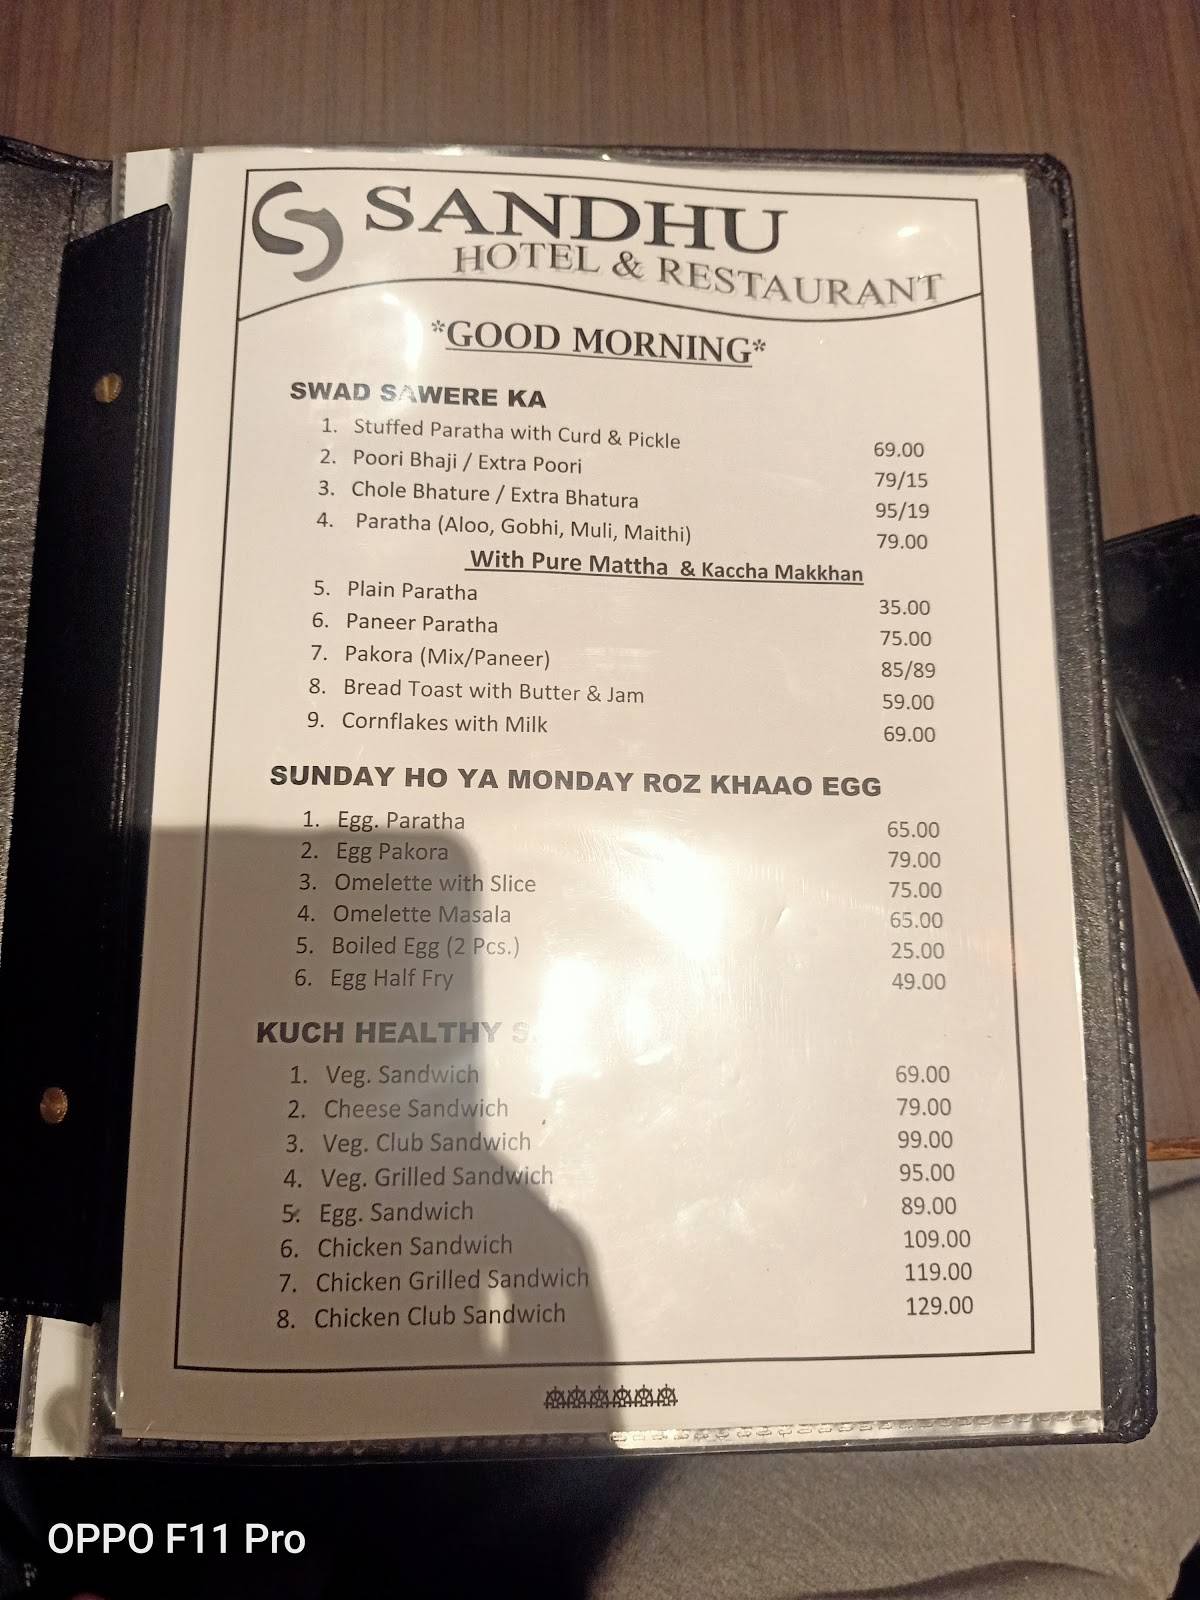 SANDHU
HOTEL & RESTAURANT
*GOOD MORNING*
SWAD SAWERE KA
1. Stuffed Paratha with Curd & Pickle 69.00
2. Poori Bhaji / Extra Poori 79/15
3. Chole Bhature / Extra Bhatura 95/19
4. Paratha (Aloo, Gobhi, Muli, Maithi) 79.00
With Pure Mattha & Kaccha Makkhan
5. Plain Paratha 35.00
6. Paneer Paratha 75.00
7. Pakora (Mix/Paneer) 85/89
8. Bread Toast with Butter & Jam 59.00
9. Cornflakes with Milk 69.00
SUNDAY HO YA MONDAY ROZ KHAAO EGG
1. Egg. Paratha 65.00
2. Egg Pakora 79.00
3. Omelette with Slice 75.00
4. Omelette Masala 65.00
5. Boiled Egg (2 Pcs.) 25.00
6. Egg Half Fry 49.00
KUCH HEALTHY
1. Veg. Sandwich 69.00
2. Cheese Sandwich 79.00
3. Veg. Club Sandwich 99.00
4. Veg. Grilled Sandwich 95.00
5. Egg. Sandwich 89.00
6. Chicken Sandwich 109.00
7. Chicken Grilled Sandwich 119.00
8. Chicken Club Sandwich 129.00
OPPO F11 Pro